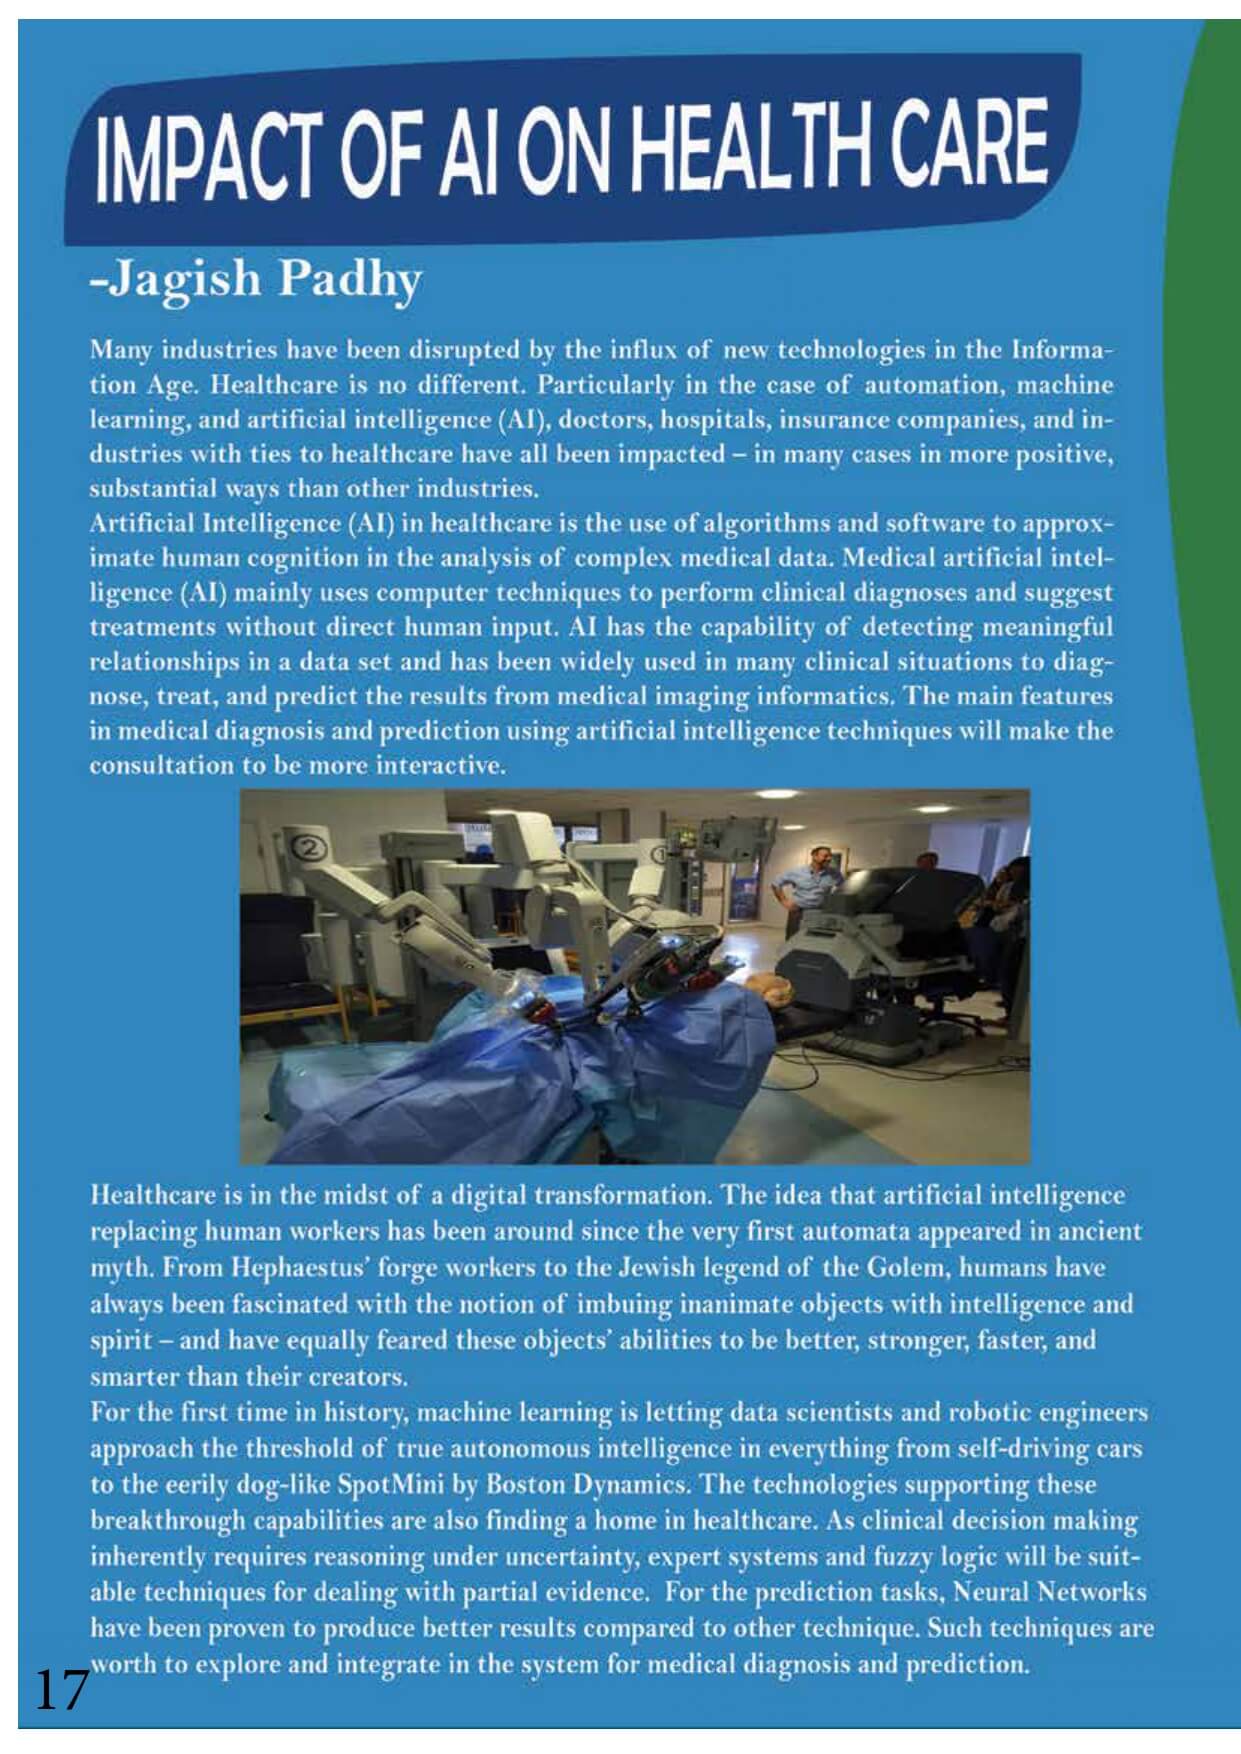 IMPACT OF AI ON HEALTH CARE
-Jagish Padhy
Many industries have been disrupted by the influx of new technologies in the Informa-
tion Age. Healthcare is no different. Particularly in the case of automation, machine
learning, and artificial intelligence (AI), doctors, hospitals, insurance companies, and in-
dustries with ties to healthcare have all been impacted – in many cases in more positive,
substantial ways than other industries.
Artificial Intelligence (AI) in healthcare is the use of algorithms and software to approx-
imate human cognition in the analysis of complex medical data. Medical artificial intel-
ligence (AI) mainly uses computer techniques to perform clinical diagnoses and suggest
treatments without direct human input. AI has the capability of detecting meaningful
relationships in a data set and has been widely used in many clinical situations to diag-
nose, treat, and predict the results from medical imaging informatics. The main features
in medical diagnosis and prediction using artificial intelligence techniques will make the
consultation to be more interactive.
2
1
Healthcare is in the midst of a digital transformation. The idea that artificial intelligence
replacing human workers has been around since the very first automata appeared in ancient
myth. From Hephaestus’ forge workers to the Jewish legend of the Golem, humans have
always been fascinated with the notion of imbuing inanimate objects with intelligence and
spirit – and have equally feared these objects’ abilities to be better, stronger, faster, and
smarter than their creators.
For the first time in history, machine learning is letting data scientists and robotic engineers
approach the threshold of true autonomous intelligence in everything from self-driving cars
to the eerily dog-like SpotMini by Boston Dynamics. The technologies supporting these
breakthrough capabilities are also finding a home in healthcare. As clinical decision making
inherently requires reasoning under uncertainty, expert systems and fuzzy logic will be suit-
able techniques for dealing with partial evidence. For the prediction tasks, Neural Networks
have been proven to produce better results compared to other technique. Such techniques are
worth to explore and integrate in the system for medical diagnosis and prediction.
17